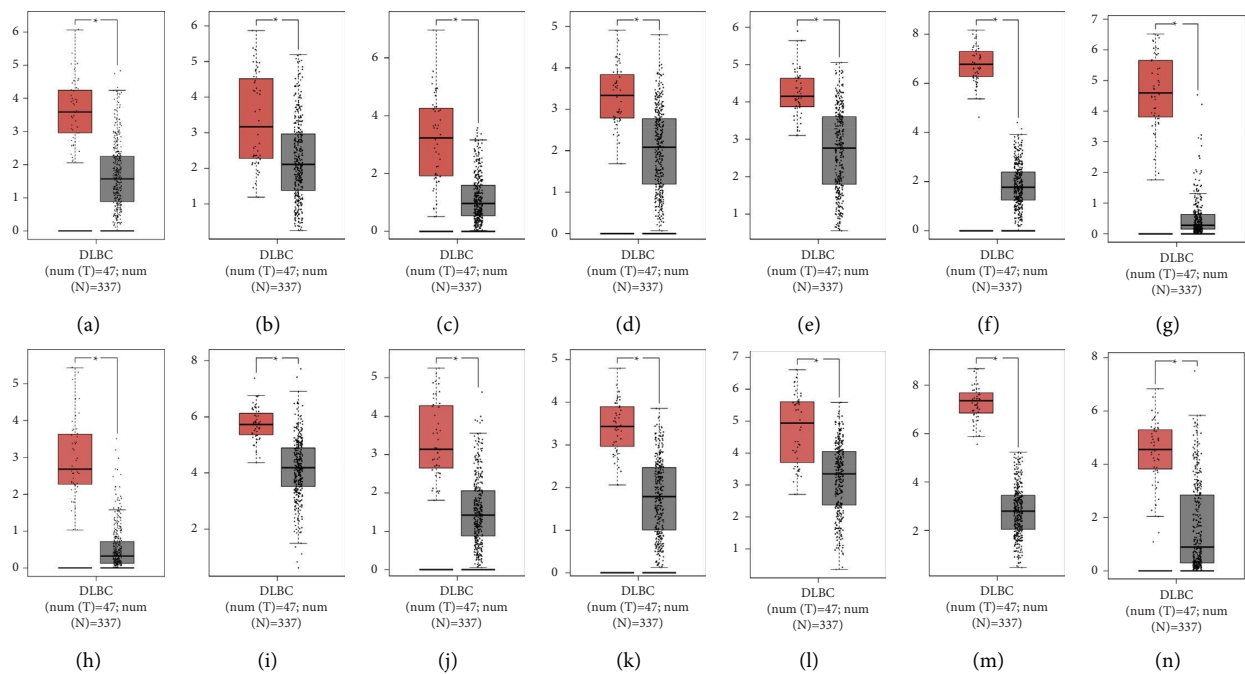 *
6
5
4
3
2
1
0
DLBC
(num (T)=47; num
(N)=337)
(a)
*
6
5
4
3
2
1
DLBC
(num (T)=47; num
(N)=337)
(b)
*
6
4
2
0
DLBC
(num (T)=47; num
(N)=337)
(c)
*
5
4
3
2
1
0
DLBC
(num (T)=47; num
(N)=337)
(d)
*
6
5
4
3
2
1
DLBC
(num (T)=47; num
(N)=337)
(e)
*
8
6
4
2
0
DLBC
(num (T)=47; num
(N)=337)
(f)
*
7
6
5
4
3
2
1
0
DLBC
(num (T)=47; num
(N)=337)
(g)
*
5
4
3
2
1
0
DLBC
(num (T)=47; num
(N)=337)
(h)
*
8
6
4
2
DLBC
(num (T)=47; num
(N)=337)
(i)
*
5
4
3
2
1
0
DLBC
(num (T)=47; num
(N)=337)
(j)
*
5
4
3
2
1
0
DLBC
(num (T)=47; num
(N)=337)
(k)
*
7
6
5
4
3
2
1
DLBC
(num (T)=47; num
(N)=337)
(l)
*
8
6
4
2
DLBC
(num (T)=47; num
(N)=337)
(m)
*
8
6
4
2
0
DLBC
(num (T)=47; num
(N)=337)
(n)